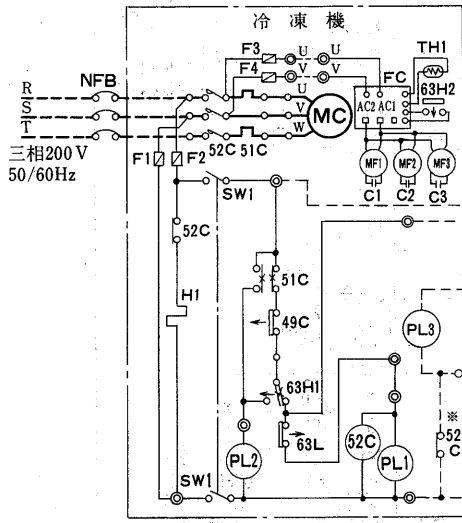 冷凍機
F3 U U
F4 V V
TH1
FC 63H2
NFB
R
S
T
U
V
W
MC
AC2 AC1
三相200V
50/60Hz
F1 F2
52C 51C
MF1 MF2 MF3
C1 C2 C3
SW1
52C
51C
H1
49C
PL3
63H1
※
52
C
63L
PL2
52C
PL1
SW1